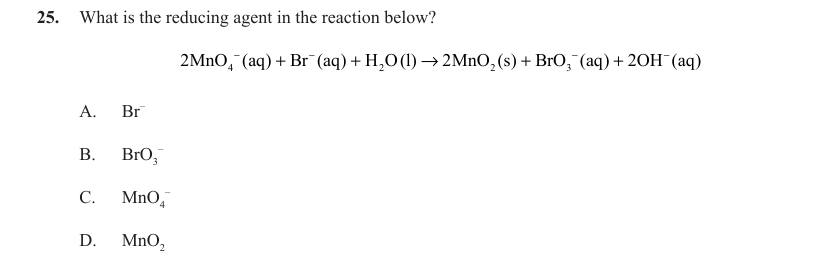 25. What is the reducing agent in the reaction below?
2MnO₄⁻(aq) + Br⁻(aq) + H₂O(l) → 2MnO₂(s) + BrO₃⁻(aq) + 2OH⁻(aq)
A. Br⁻
B. BrO₃⁻
C. MnO₄⁻
D. MnO₂